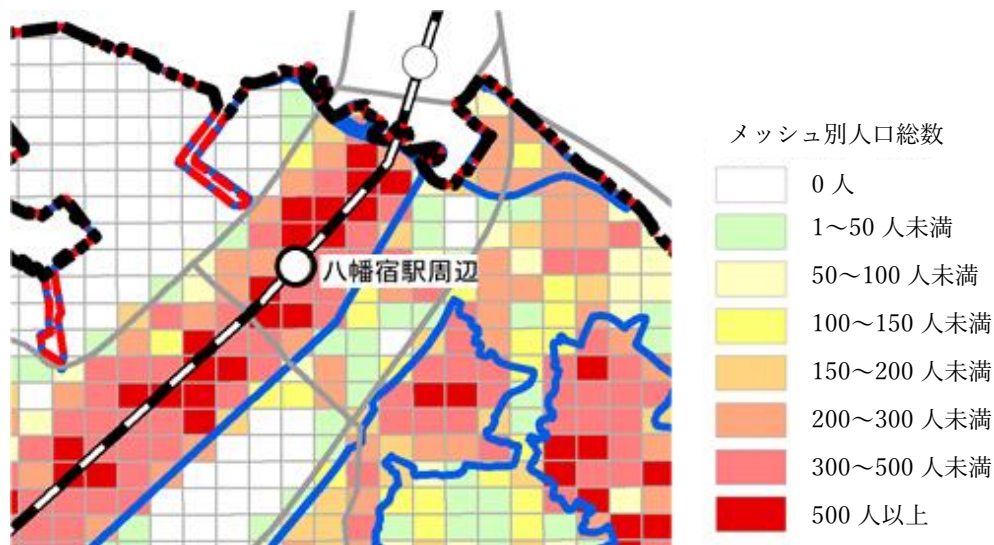 八幡宿駅周辺
メッシュ別人口総数
0 人
1～50 人未満
50～100 人未満
100～150 人未満
150～200 人未満
200～300 人未満
300～500 人未満
500 人以上